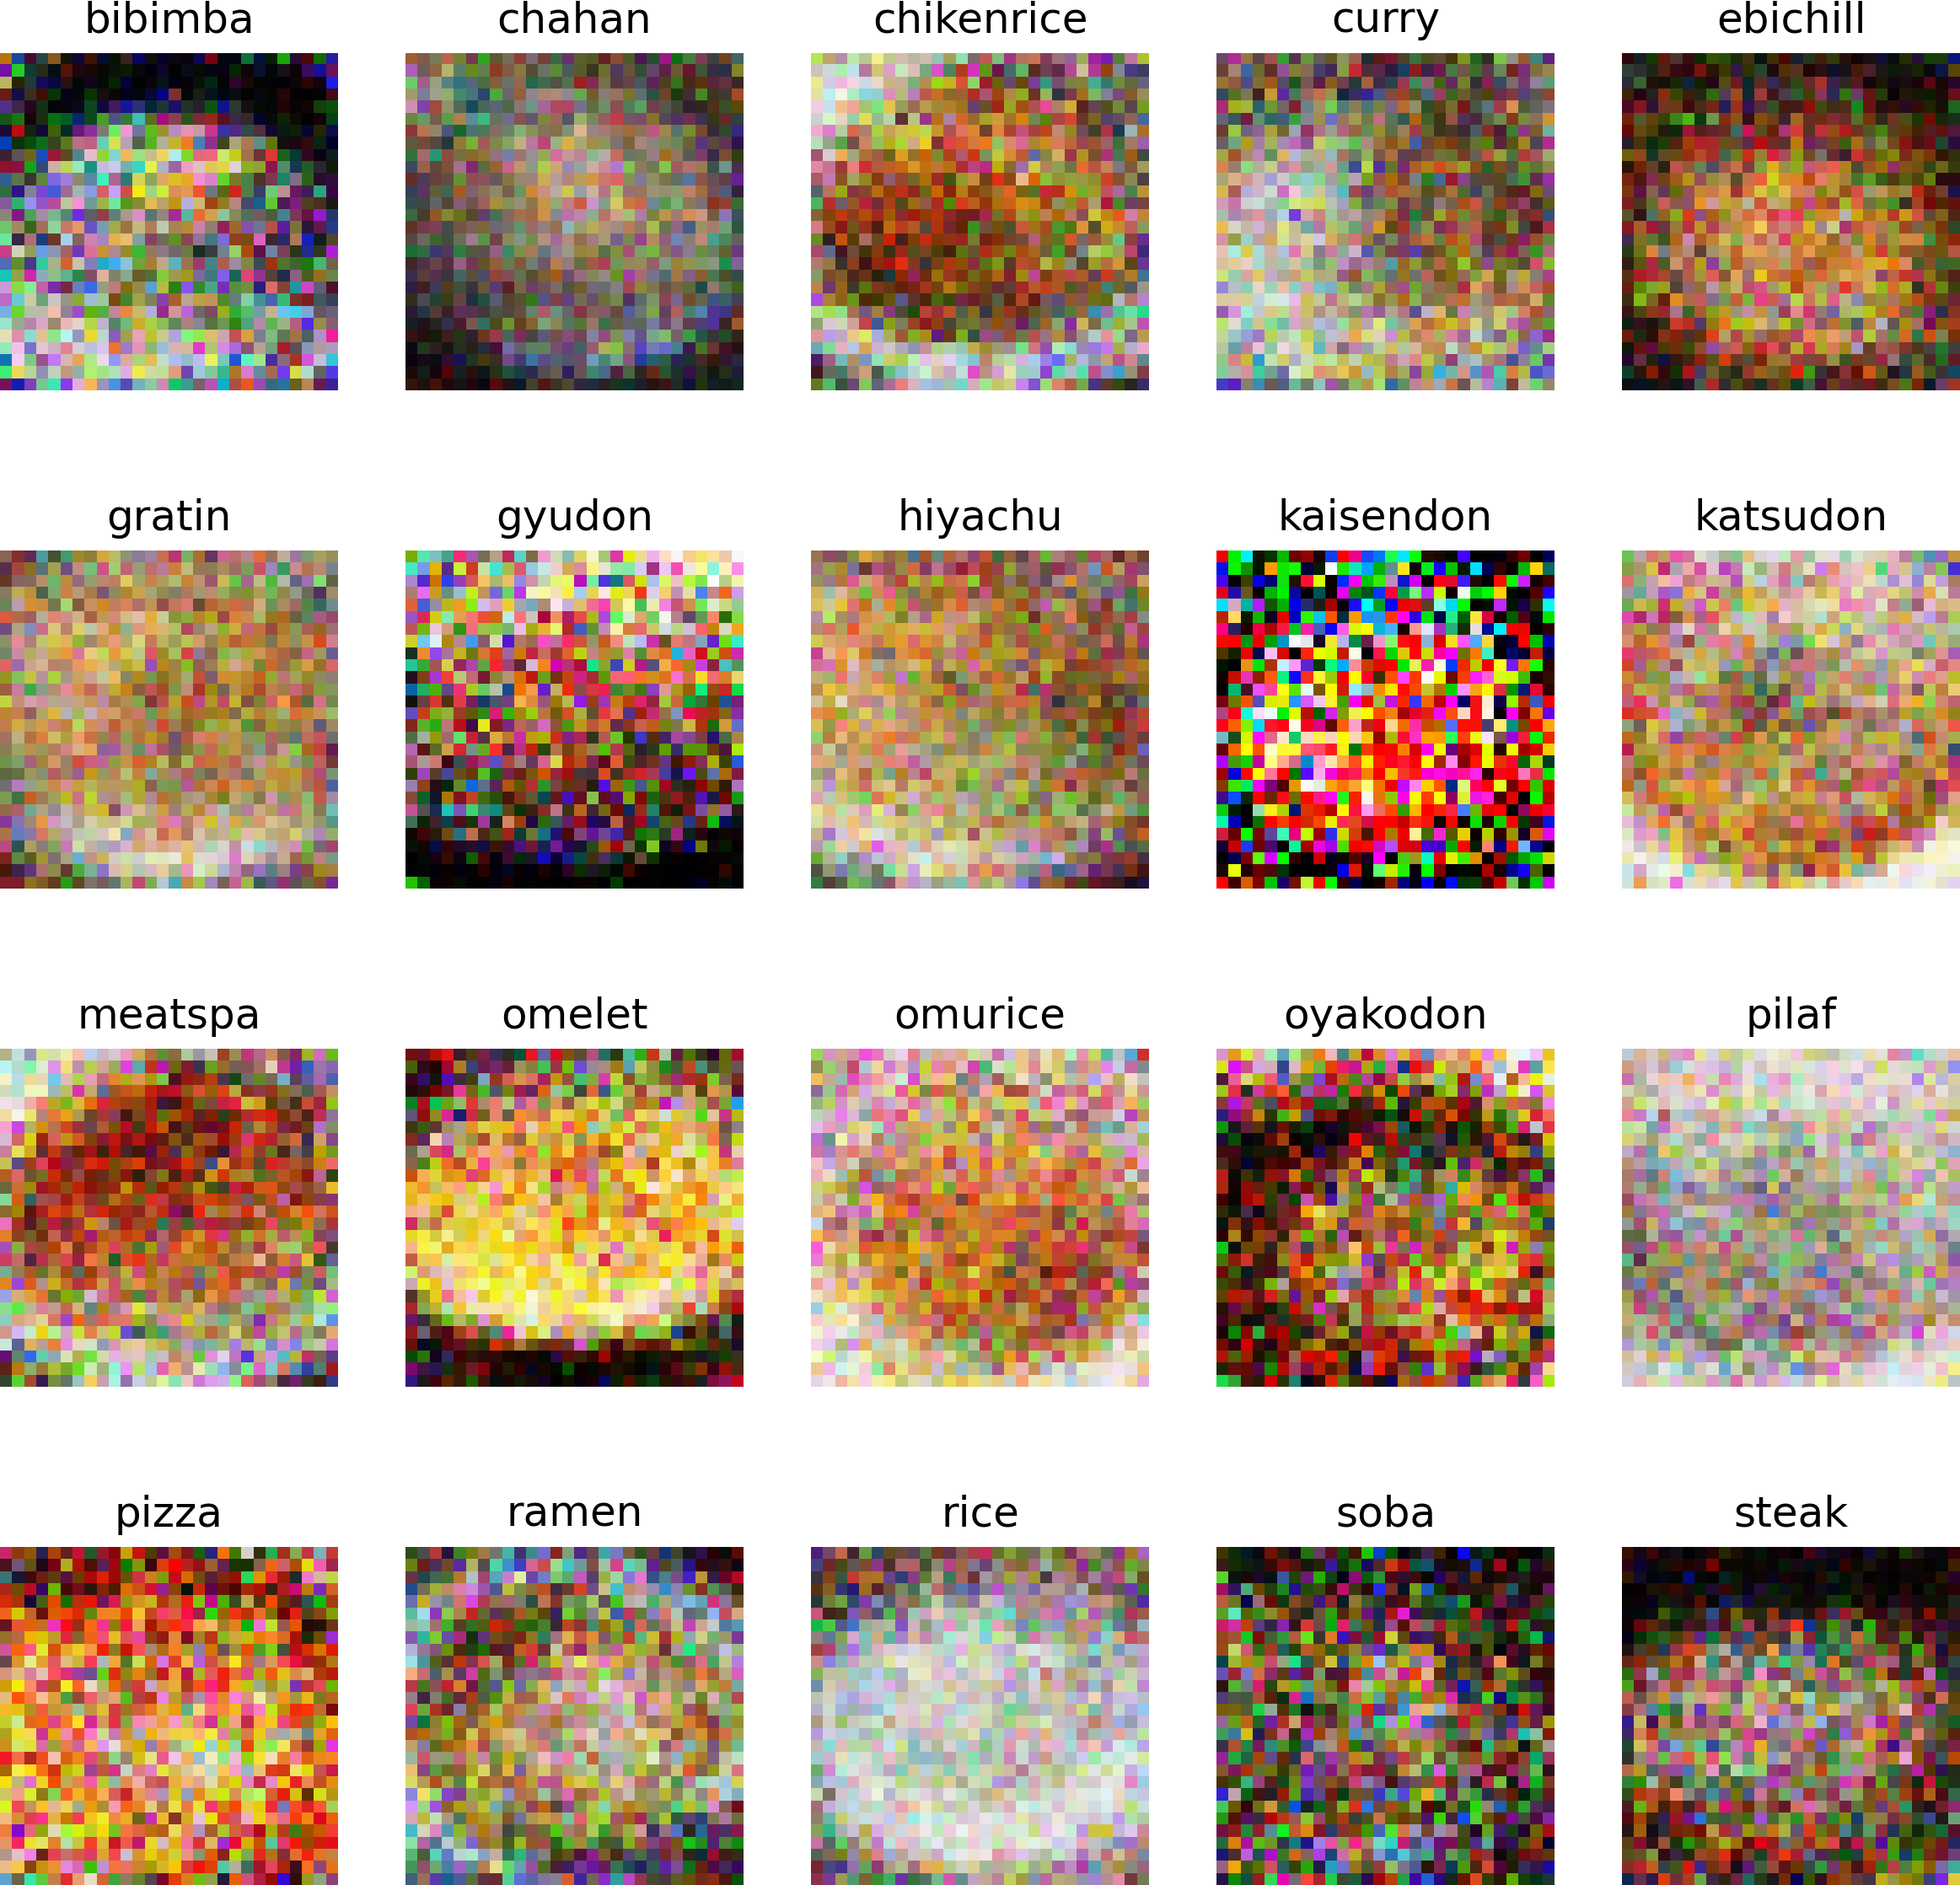 bibimba chahan chikenrice curry ebichill
gratin gyudon hiyachu kaisendon katsudon
meatspa omelet omurice oyakodon pilaf
pizza ramen rice soba steak